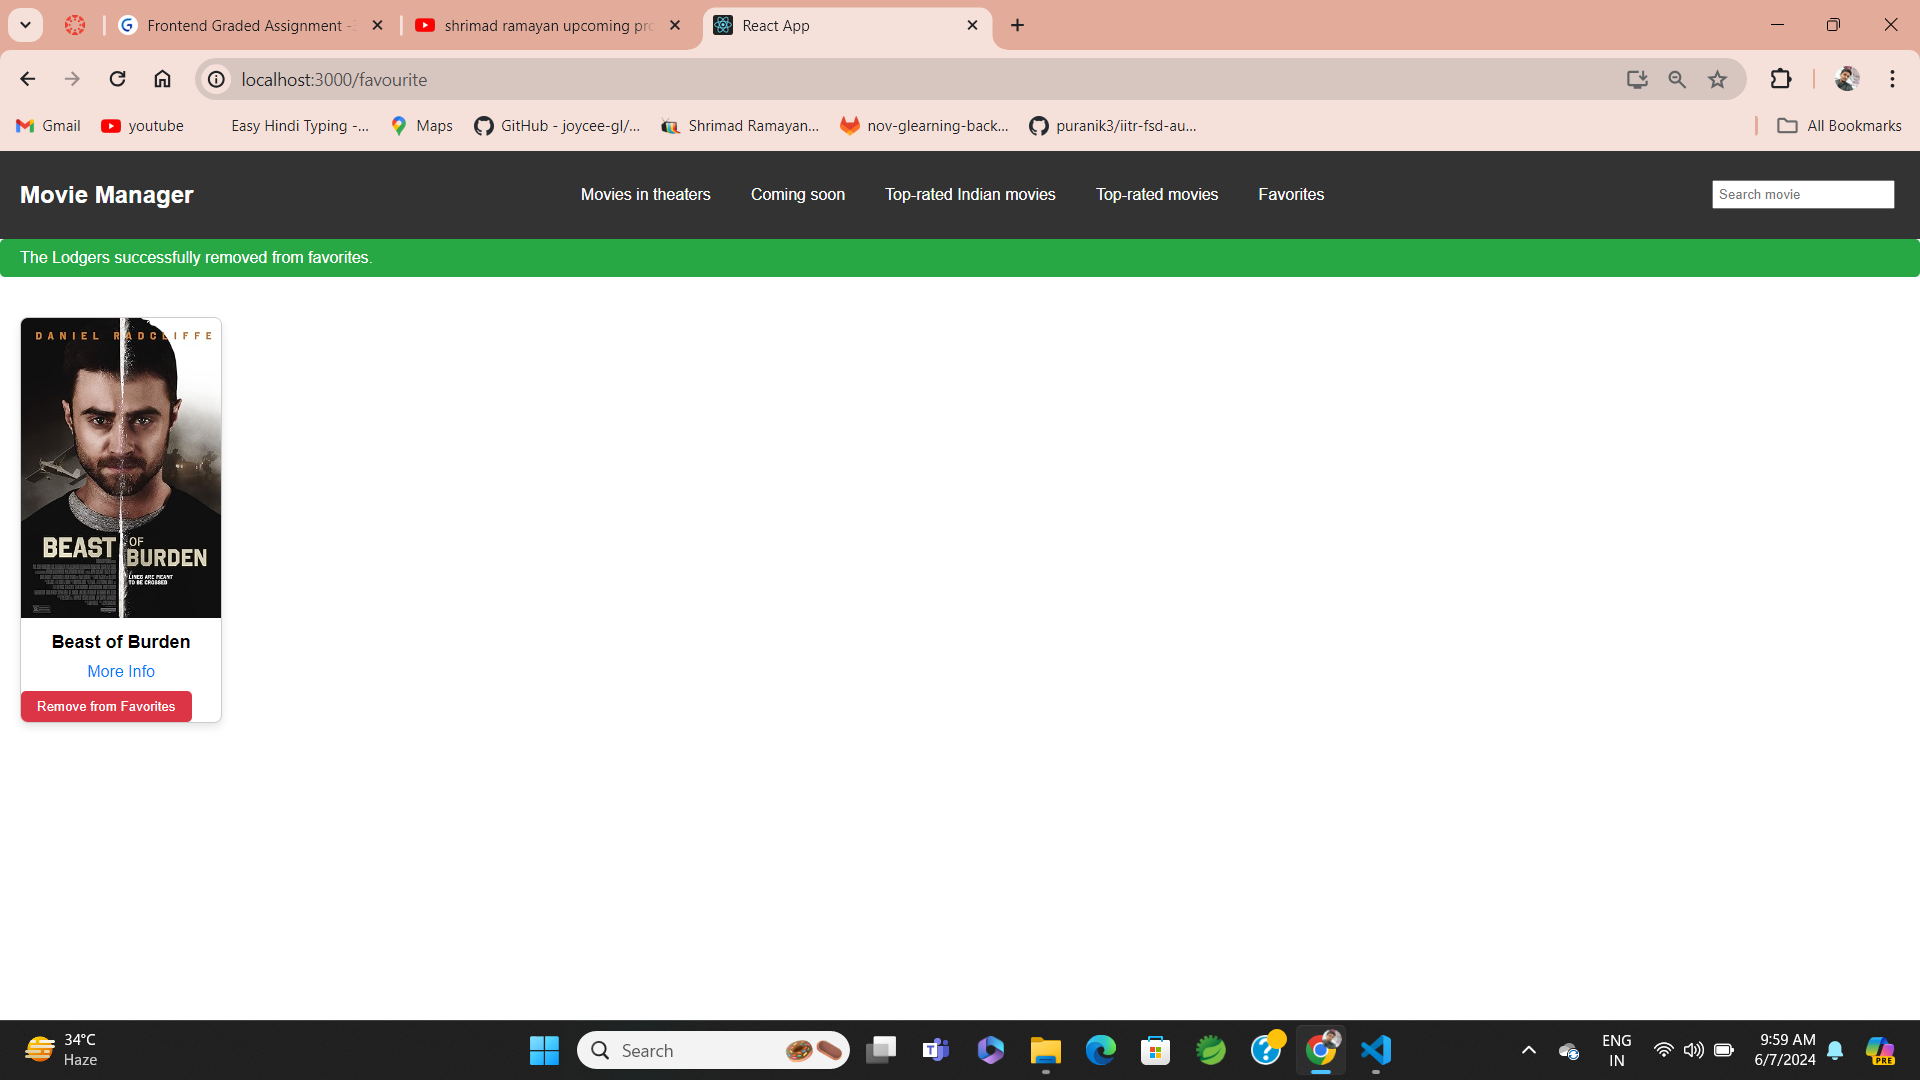 Frontend Graded Assignment -
shrimad ramayan upcoming pro
React App
localhost:3000/favourite
Gmail
youtube
Easy Hindi Typing -...
Maps
GitHub - joycee-gl/...
Shrimad Ramayan...
nov-glearning-back...
puranik3/iitr-fsd-au...
All Bookmarks
Movie Manager
Movies in theaters
Coming soon
Top-rated Indian movies
Top-rated movies
Favorites
Search movie
The Lodgers successfully removed from favorites.
DANIEL RADCLIFFE
BEAST OF BURDEN
LINES ARE MEANT
TO BE CROSSED
Beast of Burden
More Info
Remove from Favorites
34°C
Haze
Search
ENG
IN
9:59 AM
6/7/2024
PRE